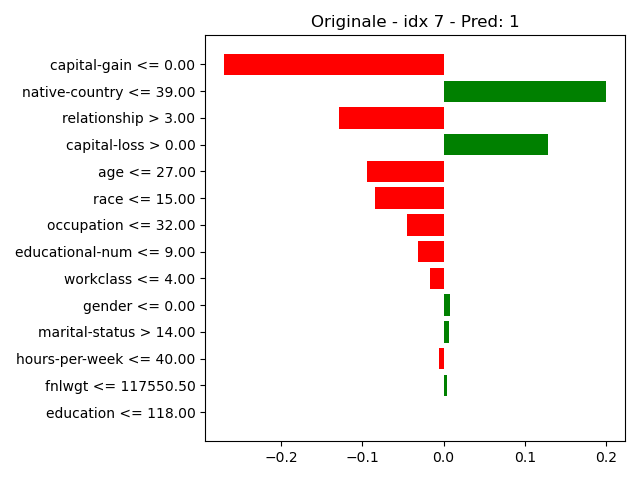 Originale - idx 7 - Pred: 1
capital-gain <= 0.00
native-country <= 39.00
relationship > 3.00
capital-loss > 0.00
age <= 27.00
race <= 15.00
occupation <= 32.00
educational-num <= 9.00
workclass <= 4.00
gender <= 0.00
marital-status > 14.00
hours-per-week <= 40.00
fnlwgt <= 117550.50
education <= 118.00
−0.2 −0.1 0.0 0.1 0.2